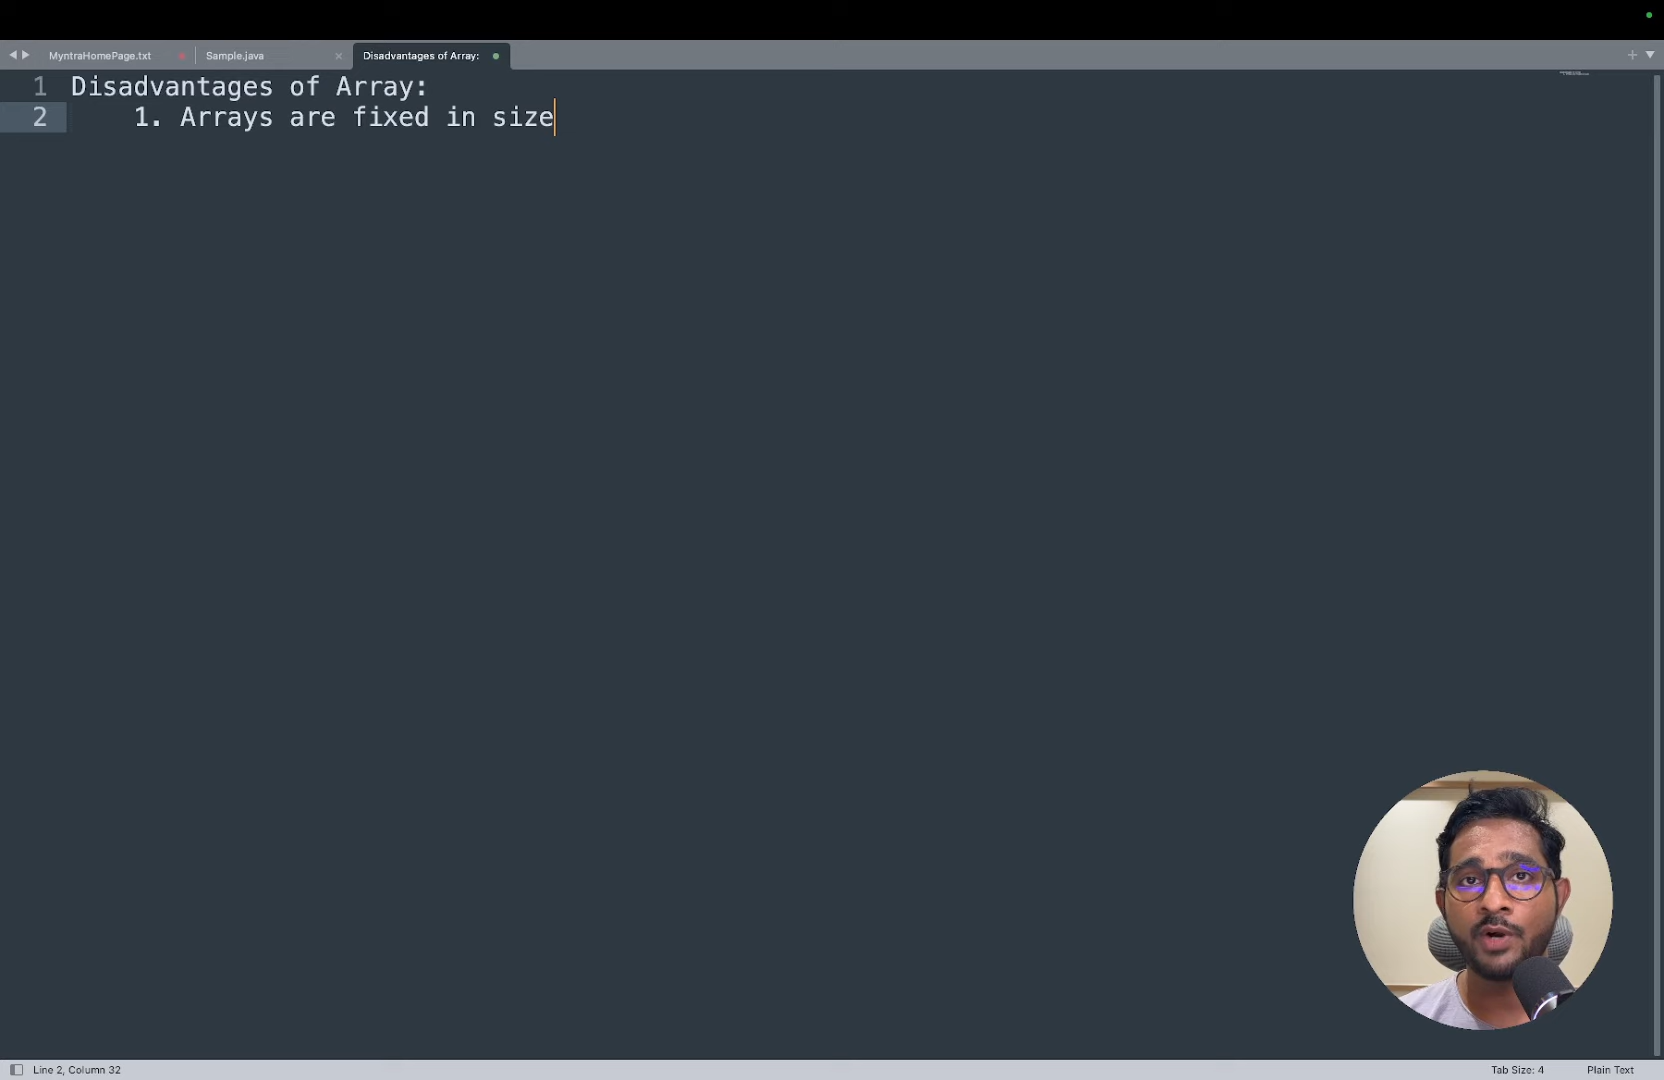 MyntraHomePage.txt Sample.java Disadvantages of Array:
1 Disadvantages of Array:
2 1. Arrays are fixed in size
Line 2, Column 32 Tab Size: 4 Plain Text